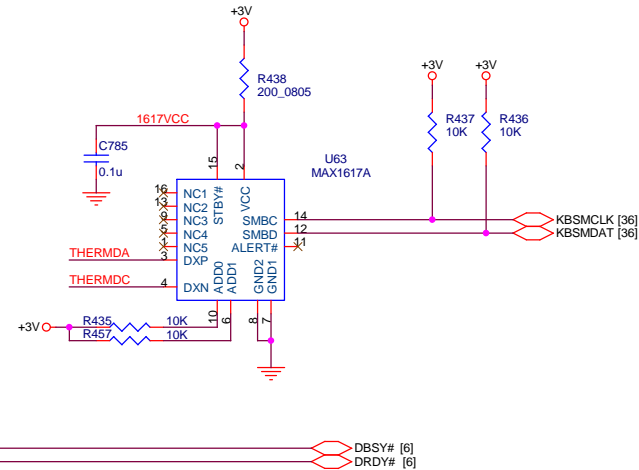 +3V
R438
200_0805
+3V
+3V
1617VCC
R437
10K
R436
10K
C785
0.1u
U63
MAX1617A
15
2
STBY#
VCC
16
NC1
13
NC2
9
NC3
5
NC4
1
NC5
SMBC
14
KBSMCLK [36]
SMBD
12
KBSMDAT [36]
ALERT#
11
THERMDA
3
DXP
THERMDC
4
DXN
ADD0
ADD1
GND2
GND1
10
6
8
7
+3V
R435
10K
R457
10K
DBSY# [6]
DRDY# [6]